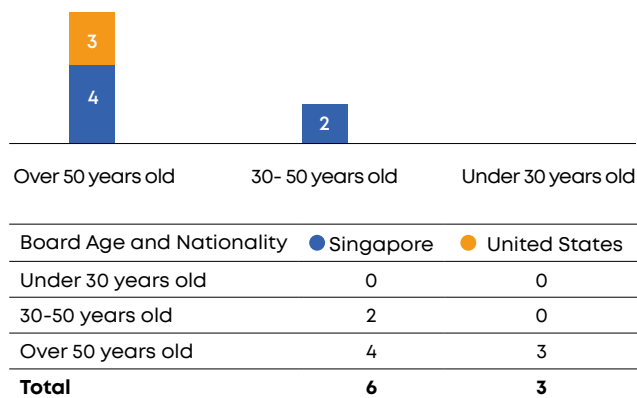 3
4
2
Over 50 years old 30- 50 years old Under 30 years old
Board Age and Nationality Singapore United States
Under 30 years old 0 0
30-50 years old 2 0
Over 50 years old 4 3
Total 6 3